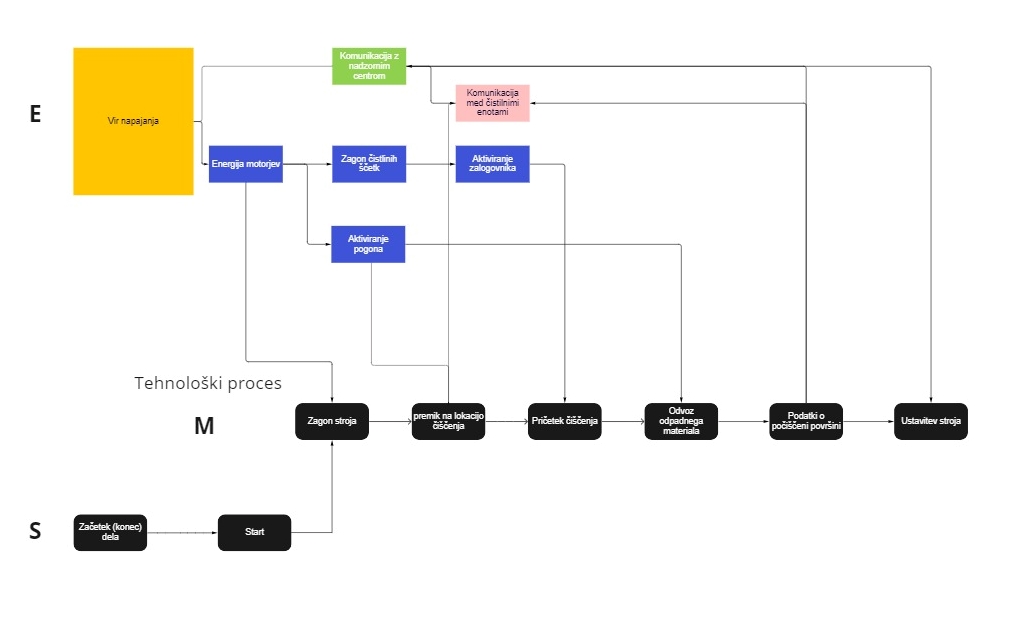 Komunikacija z
nadzornim
centrom
Komunikacija
med čistilnimi
enotami
E
Vir napajanja
Energija motorjev
Zagon čistlinih
ščetk
Aktiviranje
zalogovnika
Aktiviranje
pogona
Tehnološki proces
M
Zagon stroja
premik na lokacijo
čiščenja
Pričetek čiščenja
Odvoz
odpadnega
materiala
Podatki o
počiščeni površini
Ustavitev stroja
S
Začetek (konec)
dela
Start